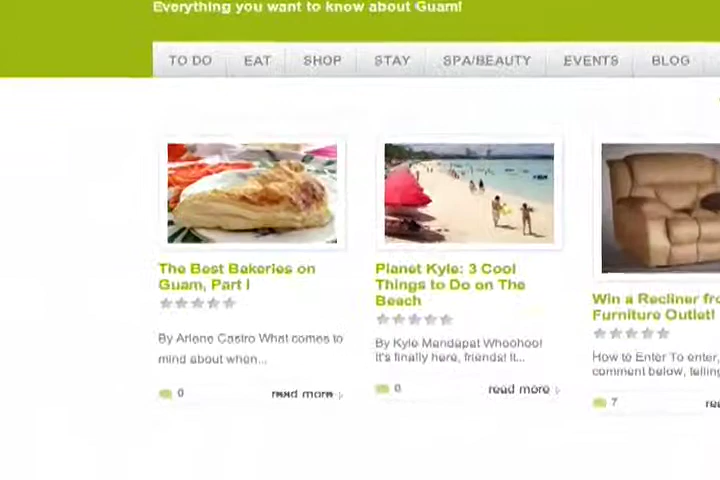 Everything you want to know about Guam!
TO DO EAT SHOP STAY SPA/BEAUTY EVENTS BLOG
The Best Bakeries on
Guam, Part I
By Arlene Castro What comes to
mind about when...
0 read more
Planet Kyle: 3 Cool
Things to Do on The
Beach
By Kyle Mandapat Whoohoo!
It's finally here, friends! It...
0 read more
Win a Recliner
Furniture Outlet!
How to Enter To enter,
comment below, telling
7